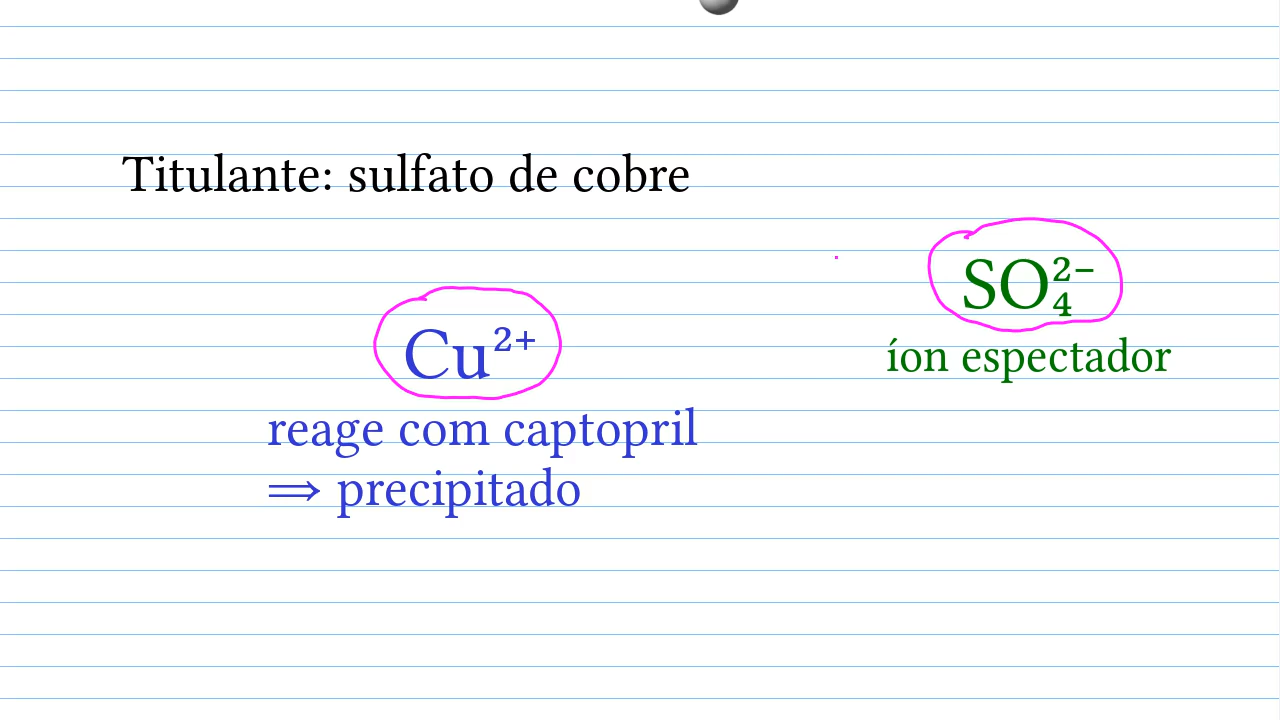 Titulante: sulfato de cobre
Cu²⁺
reage com captopril
⟹ precipitado
SO₄²⁻
íon espectador